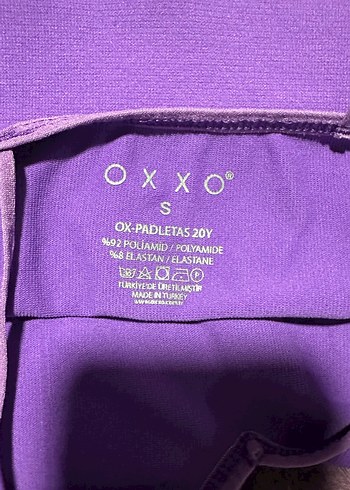 OXXO®
S
OX-PADLETAS 20Y
%92 POLİAMİD / POLYAMIDE
%8 ELASTAN / ELASTANE
TÜRKİYE'DE ÜRETİLMİŞTİR
MADE IN TURKEY